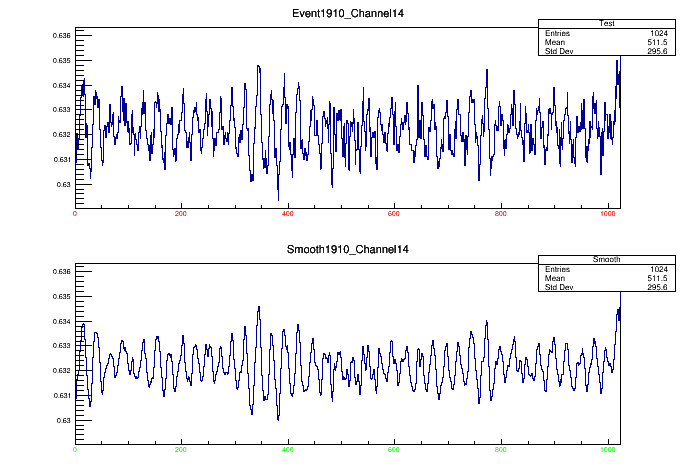 Event1910_Channel14
Test
Entries 1024
Mean 511.5
Std Dev 295.6
0.636
0.635
0.634
0.633
0.632
0.631
0.63
0 200 400 600 800 1000
Smooth1910_Channel14
Smooth
Entries 1024
Mean 511.5
Std Dev 295.6
0.636
0.635
0.634
0.633
0.632
0.631
0.63
0 200 400 600 800 1000